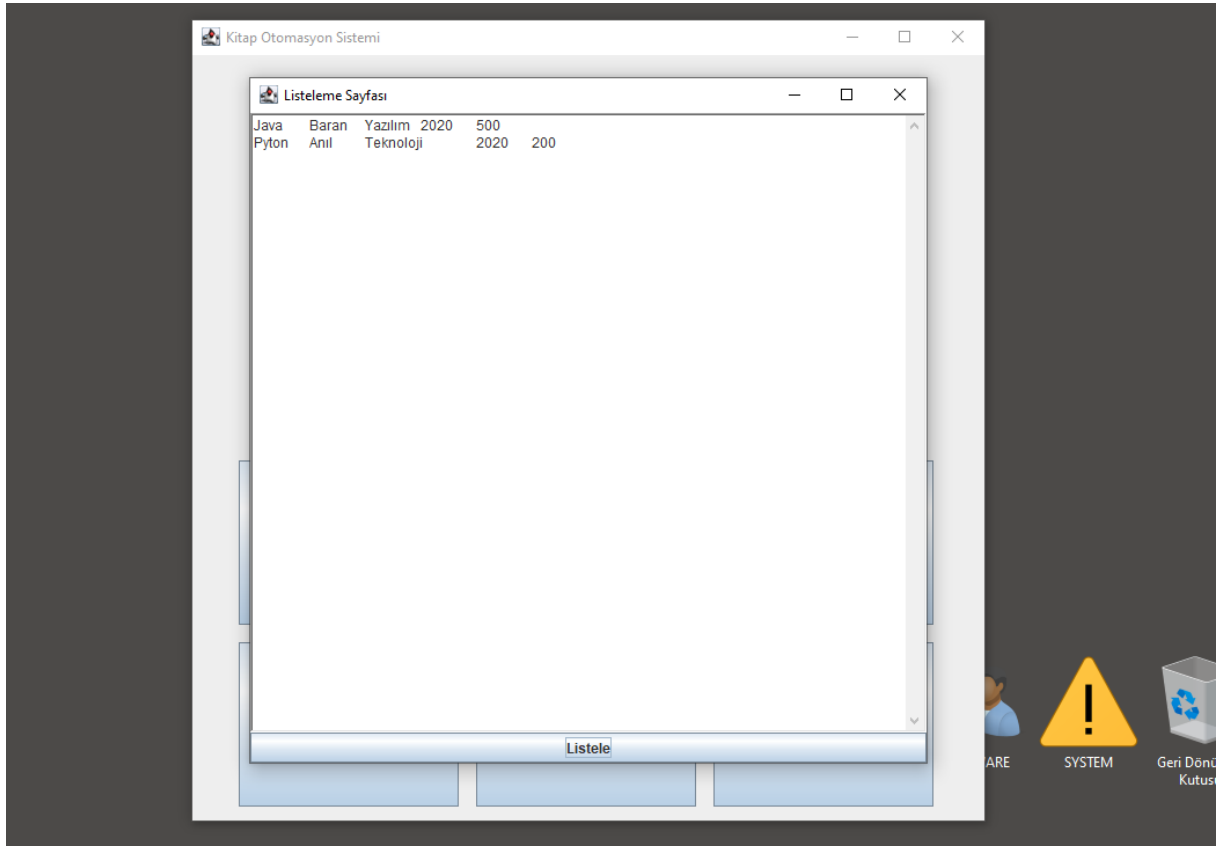 Kitap Otomasyon Sistemi
Listeleme Sayfası
Java Baran Yazılım 2020 500
Pyton Anıl Teknoloji 2020 200
Listele
ARE SYSTEM Geri Dönü
Kutusu